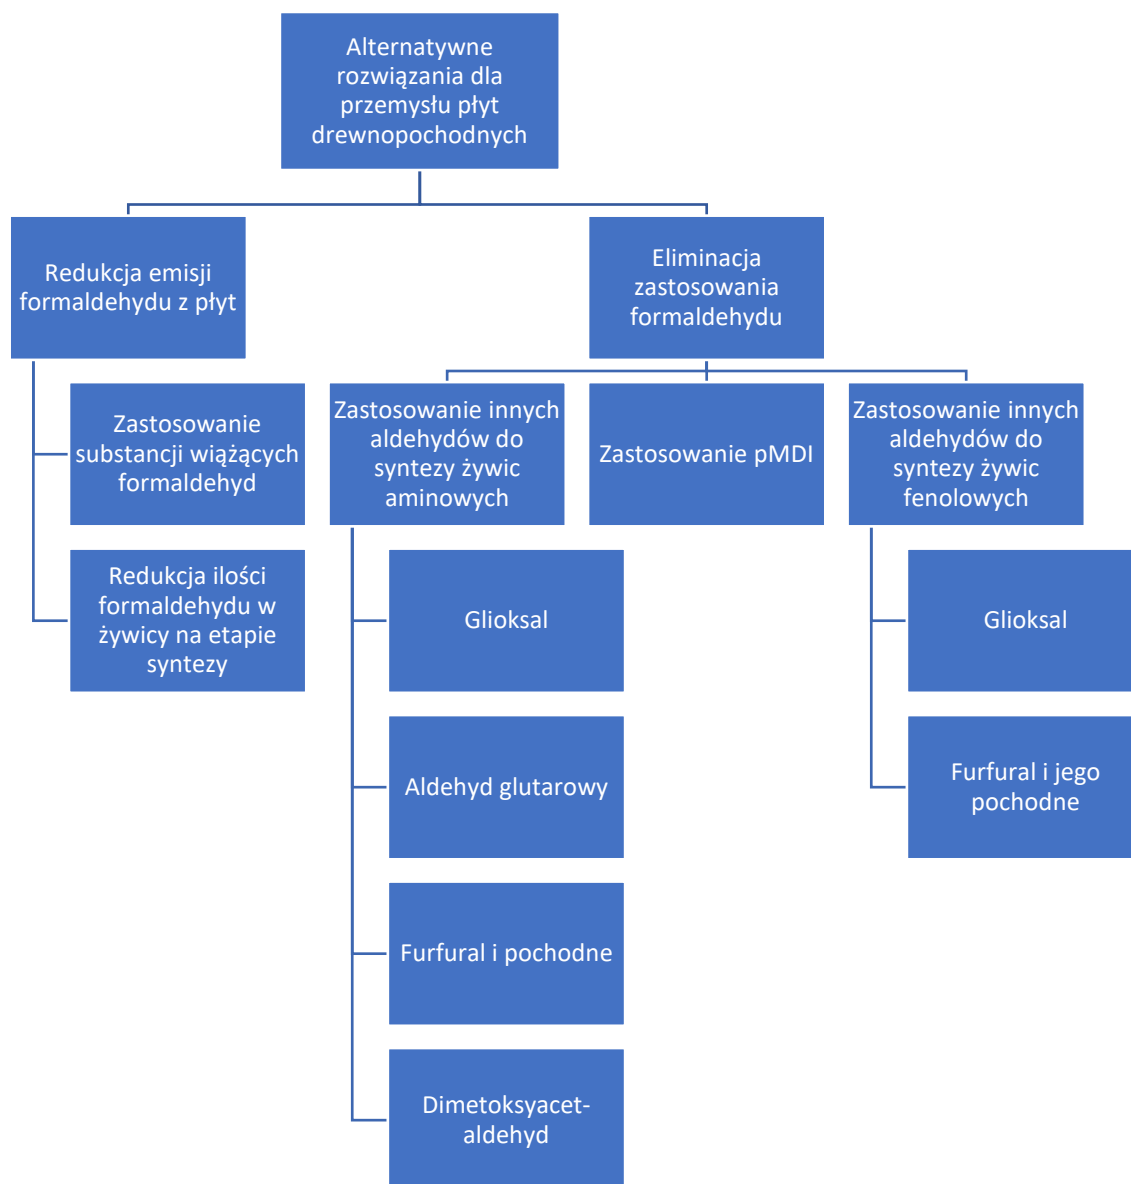 Alternatywne
rozwiązania dla
przemysłu płyt
drewnopochodnych
Redukcja emisji
formaldehydu z płyt
Eliminacja
zastosowania
formaldehydu
Zastosowanie
substancji wiążących
formaldehyd
Redukcja ilości
formaldehydu w
żywicy na etapie
syntezy
Zastosowanie innych
aldehydów do
syntezy żywic
aminowych
Glioksal
Aldehyd glutarowy
Furfural i pochodne
Dimetoksyacet-
aldehyd
Zastosowanie pMDI
Zastosowanie innych
aldehydów do
syntezy żywic
fenolowych
Glioksal
Furfural i jego
pochodne